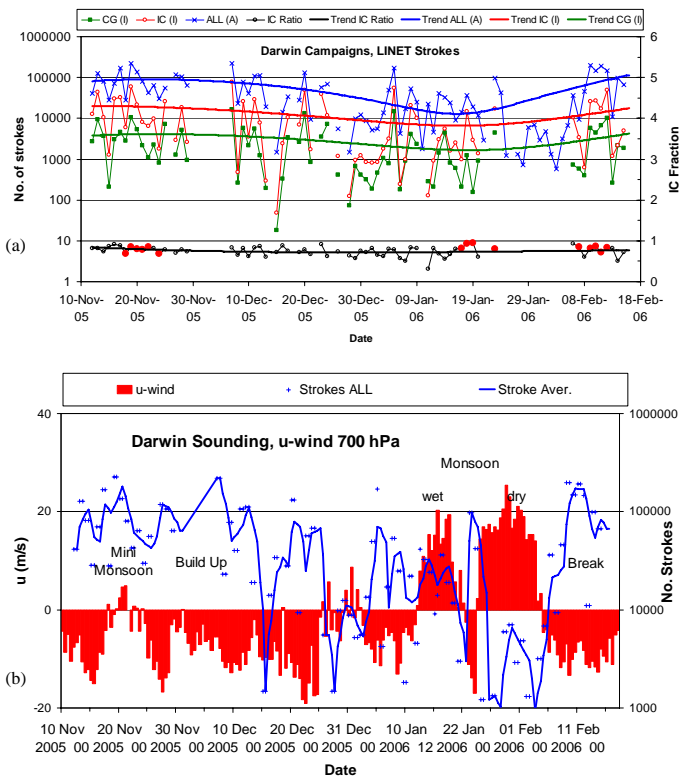 CG (I) IC (I) ALL (A) IC Ratio Trend IC Ratio Trend ALL (A) Trend IC (I) Trend CG (I)
Darwin Campaigns, LINET Strokes
1000000
100000
10000
1000
100
10
1
No. of strokes
6
5
4
3
2
1
0
IC Fraction
(a)
10-Nov-05 20-Nov-05 30-Nov-05 10-Dec-05 20-Dec-05 30-Dec-05 09-Jan-06 19-Jan-06 29-Jan-06 08-Feb-06 18-Feb-06
Date
u-wind Strokes ALL Stroke Aver.
Darwin Sounding, u-wind 700 hPa
40
20
0
-20
u (m/s)
1000000
100000
10000
1000
No. Strokes
Monsoon
wet dry
Mini
Monsoon
Build Up
Break
(b)
10 Nov 20 Nov 30 Nov 10 Dec 20 Dec 31 Dec 10 Jan 22 Jan 01 Feb 11 Feb
2005 00 2005 00 2005 00 2005 00 2005 00 2005 00 2006 12 2006 00 2006 00 2006 00
Date